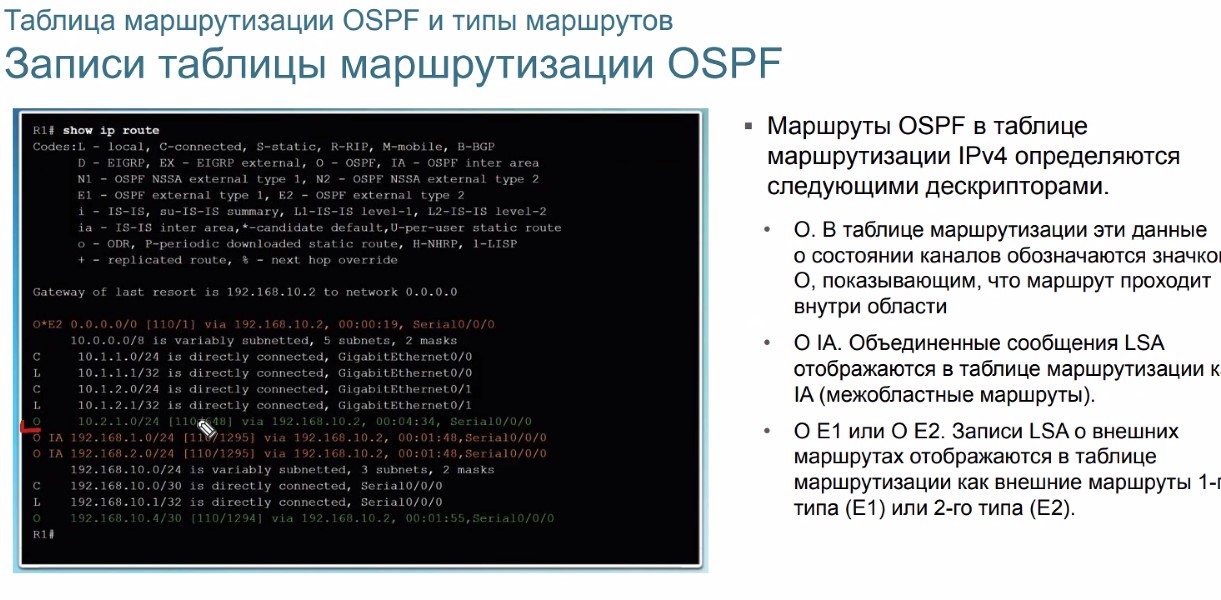 Таблица маршрутизации OSPF и типы маршрутов
Записи таблицы маршрутизации OSPF
R1# show ip route
Codes:L - local, C-connected, S-static, R-RIP, M-mobile, B-BGP
D - EIGRP, EX - EIGRP external, O - OSPF, IA - OSPF inter area
N1 - OSPF NSSA external type 1, N2 - OSPF NSSA external type 2
E1 - OSPF external type 1, E2 - OSPF external type 2
i - IS-IS, su-IS-IS summary, L1-IS-IS level-1, L2-IS-IS level-2
ia - IS-IS inter area,*-candidate default,U-per-user static route
o - ODR, P-periodic downloaded static route, H-NHRP, l-LISP
+ - replicated route, % - next hop override
Gateway of last resort is 192.168.10.2 to network 0.0.0.0
O*E2 0.0.0.0/0 [110/1] via 192.168.10.2, 00:00:19, Serial0/0/0
10.0.0.0/8 is variably subnetted, 5 subnets, 2 masks
C 10.1.1.0/24 is directly connected, GigabitEthernet0/0
L 10.1.1.1/32 is directly connected, GigabitEthernet0/0
C 10.1.2.0/24 is directly connected, GigabitEthernet0/1
L 10.1.2.1/32 is directly connected, GigabitEthernet0/1
O 10.2.1.0/24 [110/648] via 192.168.10.2, 00:04:34, Serial0/0/0
O IA 192.168.1.0/24 [110/1295] via 192.168.10.2, 00:01:48,Serial0/0/0
O IA 192.168.2.0/24 [110/1295] via 192.168.10.2, 00:01:48,Serial0/0/0
192.168.10.0/24 is variably subnetted, 3 subnets, 2 masks
C 192.168.10.0/30 is directly connected, Serial0/0/0
L 192.168.10.1/32 is directly connected, Serial0/0/0
O 192.168.10.4/30 [110/1294] via 192.168.10.2, 00:01:55,Serial0/0/0
R1#
▪ Маршруты OSPF в таблице
маршрутизации IPv4 определяются
следующими дескрипторами.
• O. В таблице маршрутизации эти данные
о состоянии каналов обозначаются
O, показывающим, что маршрут проходит
внутри области
• O IA. Объединенные сообщения LSA
отображаются в таблице маршрутизации
IA (межобластные маршруты).
• O E1 или O E2. Записи LSA о внешних
маршрутах отображаются в таблице
маршрутизации как внешние маршруты
типа (E1) или 2-го типа (E2).